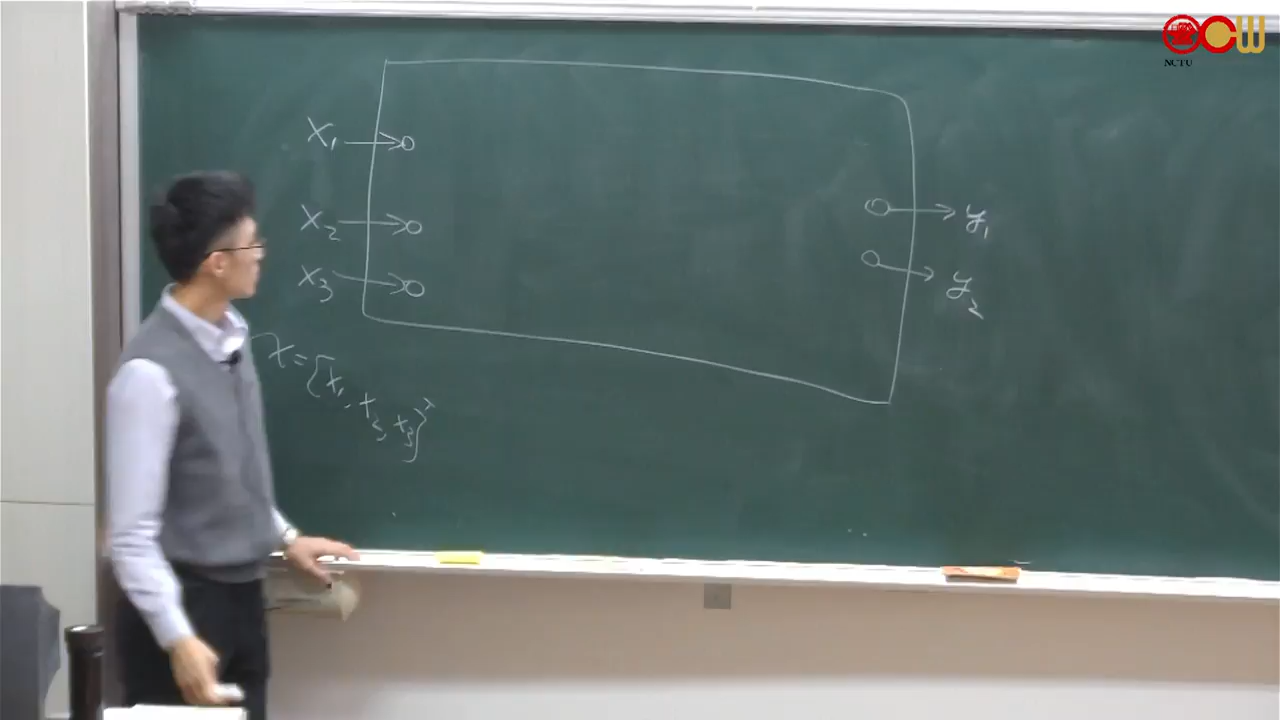 OCW
NCTU
X₁
X₂
X₃
y₁
y₂
x = {x₁, x₂, x₃}ᵀ